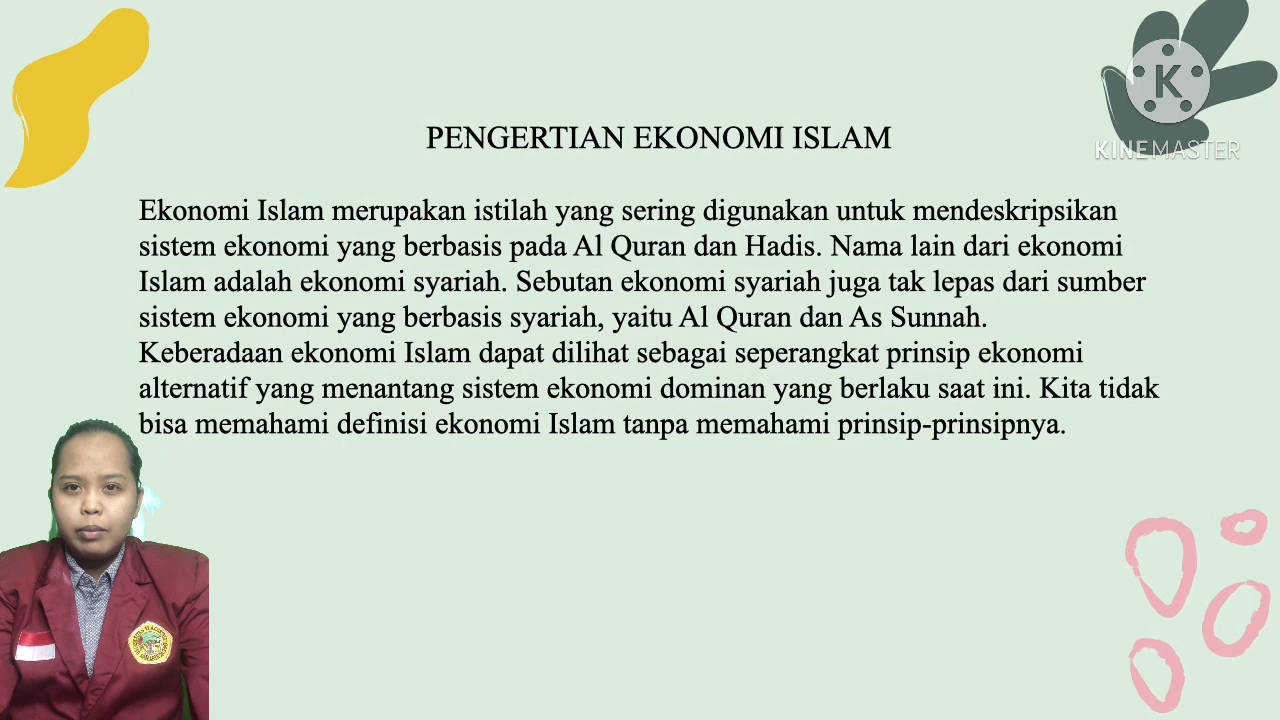 PENGERTIAN EKONOMI ISLAM
Ekonomi Islam merupakan istilah yang sering digunakan untuk mendeskripsikan
sistem ekonomi yang berbasis pada Al Quran dan Hadis. Nama lain dari ekonomi
Islam adalah ekonomi syariah. Sebutan ekonomi syariah juga tak lepas dari sumber
sistem ekonomi yang berbasis syariah, yaitu Al Quran dan As Sunnah.
Keberadaan ekonomi Islam dapat dilihat sebagai seperangkat prinsip ekonomi
alternatif yang menantang sistem ekonomi dominan yang berlaku saat ini. Kita tidak
bisa memahami definisi ekonomi Islam tanpa memahami prinsip-prinsipnya.
K
KINEMASTER